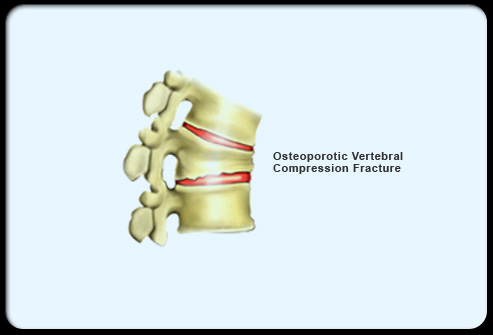 Osteoporotic Vertebral
Compression Fracture